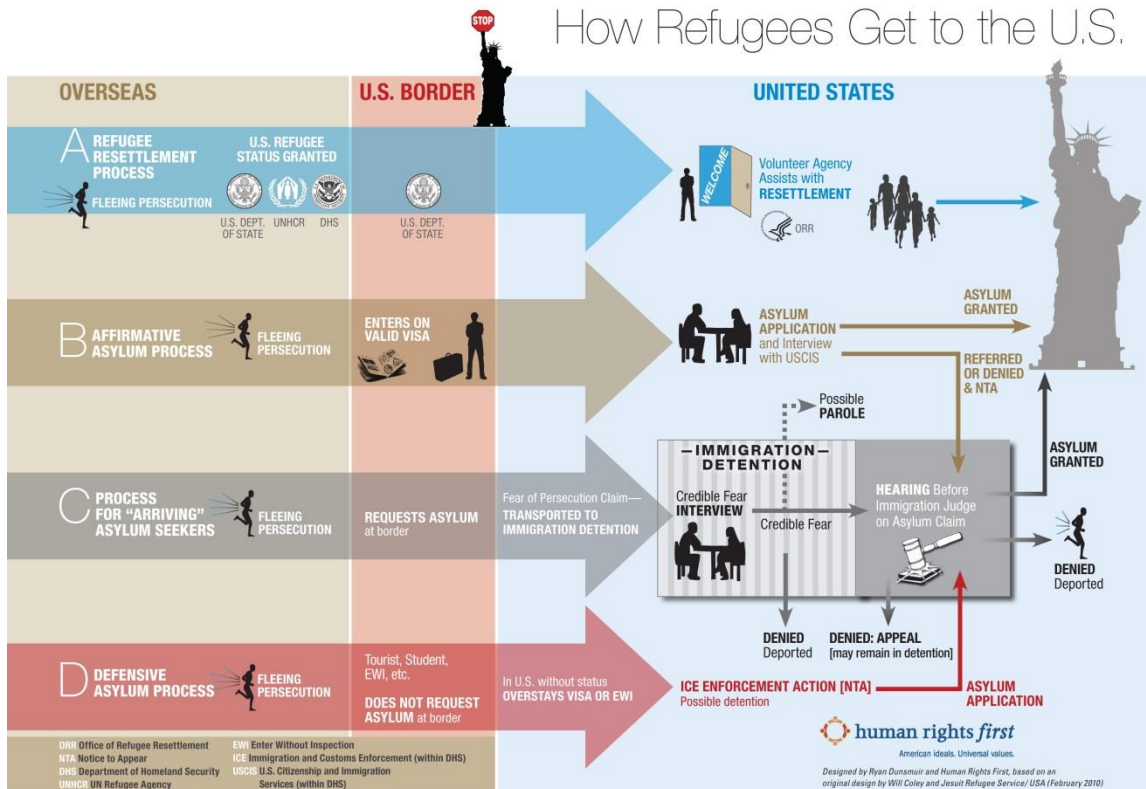 STOP
How Refugees Get to the U.S.
OVERSEAS
U.S. BORDER
UNITED STATES
A REFUGEE
RESETTLEMENT
PROCESS
FLEEING PERSECUTION
U.S. REFUGEE
STATUS GRANTED
U.S. DEPT.
OF STATE
UNHCR
DHS
U.S. DEPT.
OF STATE
WELCOME
Volunteer Agency
Assists with
RESETTLEMENT
ORR
B AFFIRMATIVE
ASYLUM PROCESS
FLEEING
PERSECUTION
ENTERS ON
VALID VISA
ASYLUM
APPLICATION
and Interview
with USCIS
ASYLUM
GRANTED
REFERRED
OR DENIED
& NTA
C PROCESS
FOR “ARRIVING”
ASYLUM SEEKERS
FLEEING
PERSECUTION
REQUESTS ASYLUM
at border
Fear of Persecution Claim—
TRANSPORTED TO
IMMIGRATION DETENTION
Possible
PAROLE
—IMMIGRATION—
DETENTION
Credible Fear
INTERVIEW
Credible Fear
HEARING Before
Immigration Judge
on Asylum Claim
ASYLUM
GRANTED
DENIED
Deported
DENIED
Deported
DENIED: APPEAL
[may remain in detention]
D DEFENSIVE
ASYLUM PROCESS
FLEEING
PERSECUTION
Tourist, Student,
EWI, etc.
DOES NOT REQUEST
ASYLUM at border
In U.S. without status
OVERSTAYS VISA OR EWI
ICE ENFORCEMENT ACTION [NTA]
Possible detention
ASYLUM
APPLICATION
ORR Office of Refugee Resettlement
NTA Notice to Appear
DHS Department of Homeland Security
UNHCR UN Refugee Agency
EWI Enter Without Inspection
ICE Immigration and Customs Enforcement (within DHS)
USCIS U.S. Citizenship and Immigration
Services (within DHS)
human rights first
American ideals. Universal values.
Designed by Ryan Dunsmuir and Human Rights First, based on an
original design by Will Coley and Jesuit Refugee Service/ USA (February 2010)